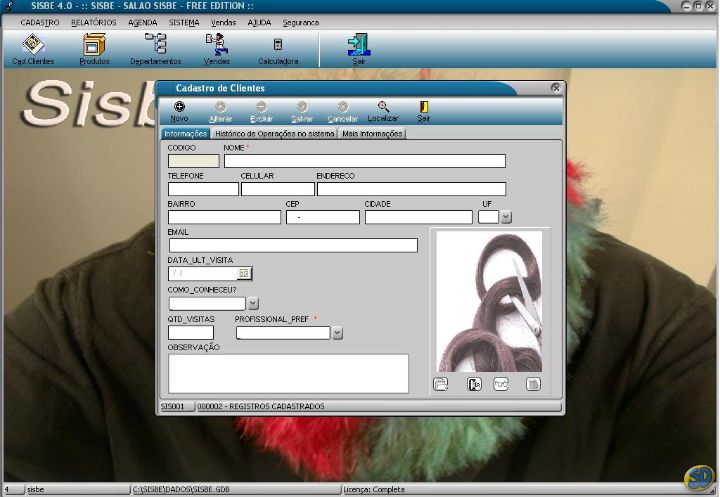 SISBE 4.0 - :: SISBE - SALAO SISBE - FREE EDITION ::
CADASTRO RELATÓRIOS AGENDA SISTEMA Vendas AJUDA Seguranca
Cad.Clientes Produtos Departamentos Vendas Calculadora Sair
Sisbe
Cadastro de Clientes
Novo Alterar Excluir Salvar Cancelar Localizar Sair
Informações Histórico de Operações no sistema Mais Informações
CODIGO NOME *
TELEFONE CELULAR ENDERECO
BAIRRO CEP CIDADE UF
-
EMAIL
DATA_ULT_VISITA
/ /
COMO_CONHECEU?
QTD_VISITAS PROFISSIONAL_PREF *
OBSERVAÇÃO
SIS001 000002 - REGISTROS CADASTRADOS
SD
4 sisbe C:\SISBE\DADOS\SISBE.GDB Licença: Completa